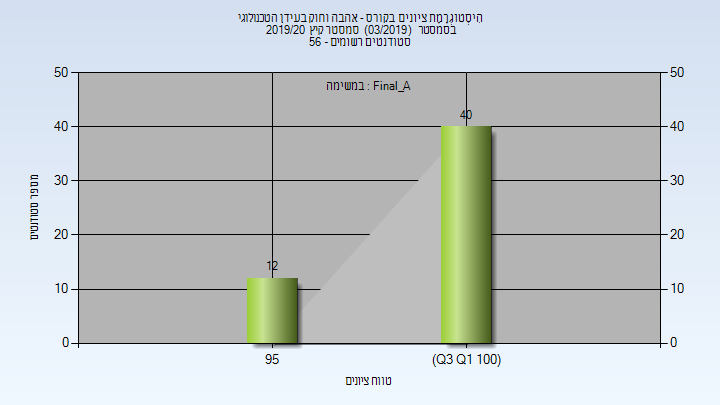 הִיסְטוֹגְרָמַת ציונים בקורס - אהבה וחוק בעידן הטכנולוגי
בסמסטר (03/2019) סמסטר קיץ 2019/20
סטודנטים רשומים - 56
במשימה : Final_A
50
40
30
20
10
0
מספר סטודנטים
12
40
50
40
30
20
10
0
95
(Q3 Q1 100)
טווח ציונים